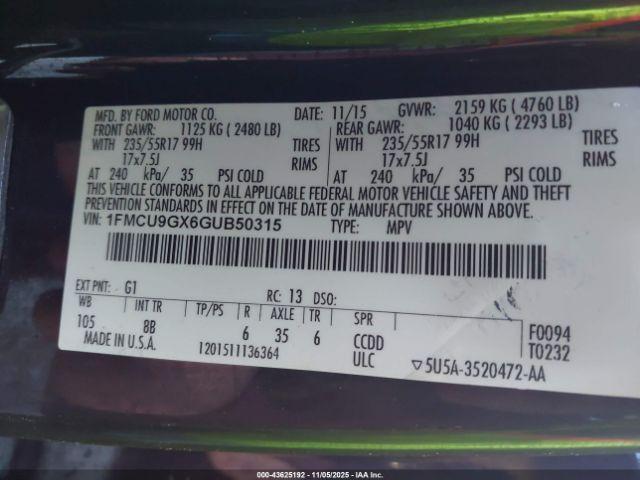 MFD. BY FORD MOTOR CO. DATE: 11/15 GVWR: 2159 KG ( 4760 LB)
FRONT GAWR: 1125 KG ( 2480 LB) REAR GAWR: 1040 KG ( 2293 LB)
WITH 235/55R17 99H TIRES WITH 235/55R17 99H TIRES
17x7.5J RIMS 17x7.5J RIMS
AT 240 kPa/ 35 PSI COLD AT 240 kPa/ 35 PSI COLD
THIS VEHICLE CONFORMS TO ALL APPLICABLE FEDERAL MOTOR VEHICLE SAFETY AND THEFT
PREVENTION STANDARDS IN EFFECT ON THE DATE OF MANUFACTURE SHOWN ABOVE.
VIN: 1FMCU9GX6GUB50315 TYPE: MPV
EXT PNT: G1 RC: 13 DSO:
WB INT TR TP/PS R AXLE TR SPR
105 8B 6 35 6 CCDD F0094
MADE IN U.S.A. 1201511136364 ULC T0232
▽5U5A-3520472-AA
© IAA Holdings, LLC
Stock No: 000-43625192 — 11/05/2025 — IAAI.com